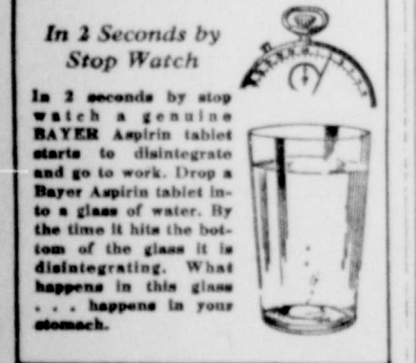 In 2 Seconds by
Stop Watch
In 2 seconds by stop
watch a genuine
BAYER Aspirin tablet
starts to disintegrate
and go to work. Drop a
Bayer Aspirin tablet in-
to a glass of water. By
the time it hits the bot-
tom of the glass it is
disintegrating. What
happens in this glass
. . . happens in your
stomach.